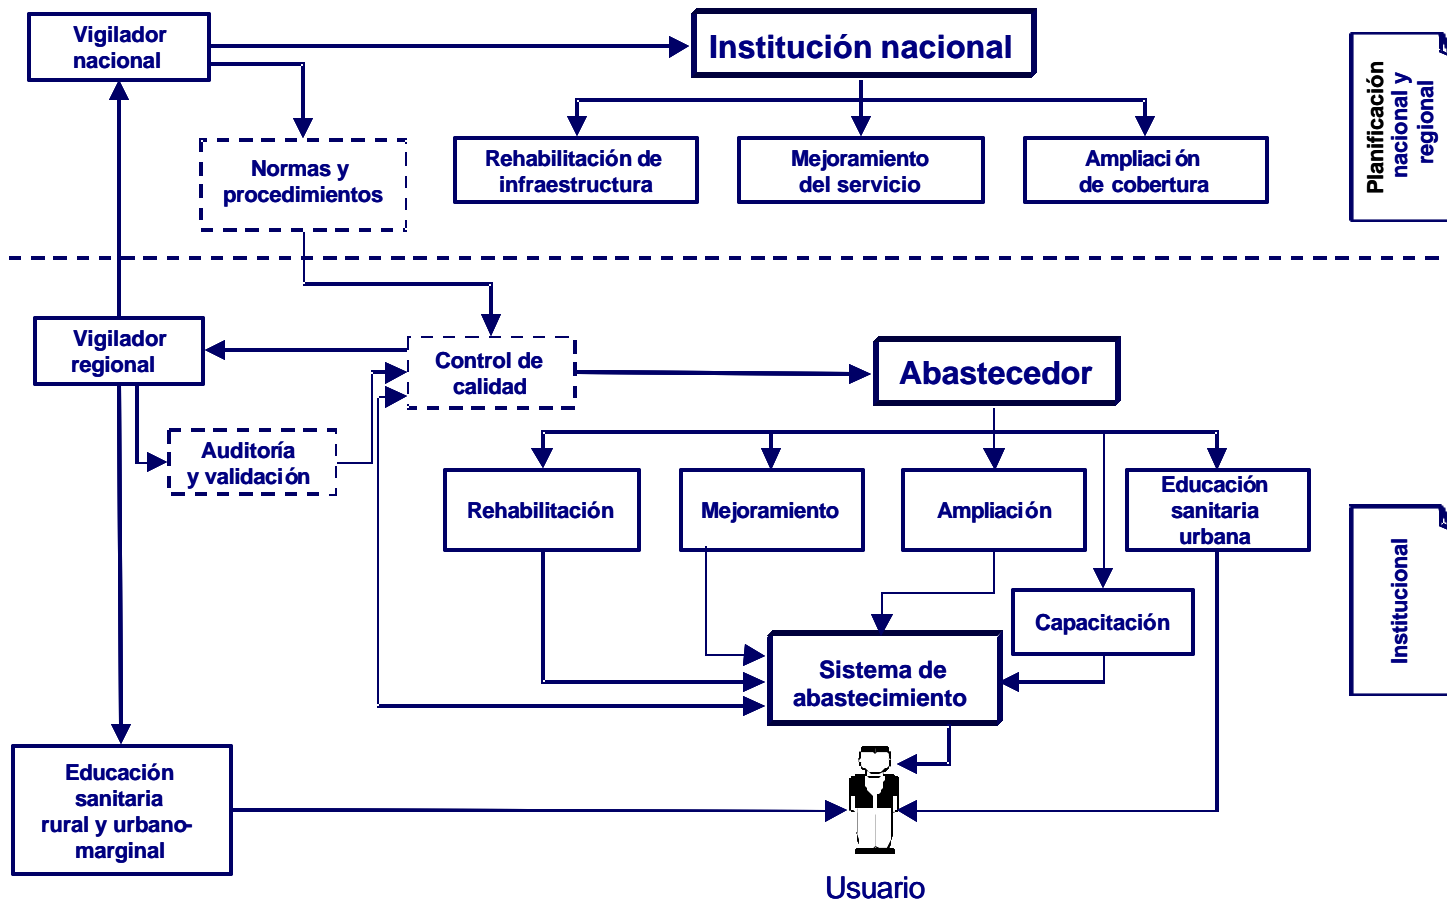 Vigilador
nacional
Institución nacional
Planificación
nacional y
regional
Normas y
procedimientos
Rehabilitación de
infraestructura
Mejoramiento
del servicio
Ampliación
de cobertura
Vigilador
regional
Control de
calidad
Abastecedor
Auditoría
y validación
Rehabilitación
Mejoramiento
Ampliación
Educación
sanitaria
urbana
Institucional
Capacitación
Sistema de
abastecimiento
Educación
sanitaria
rural y urbano-
marginal
Usuario